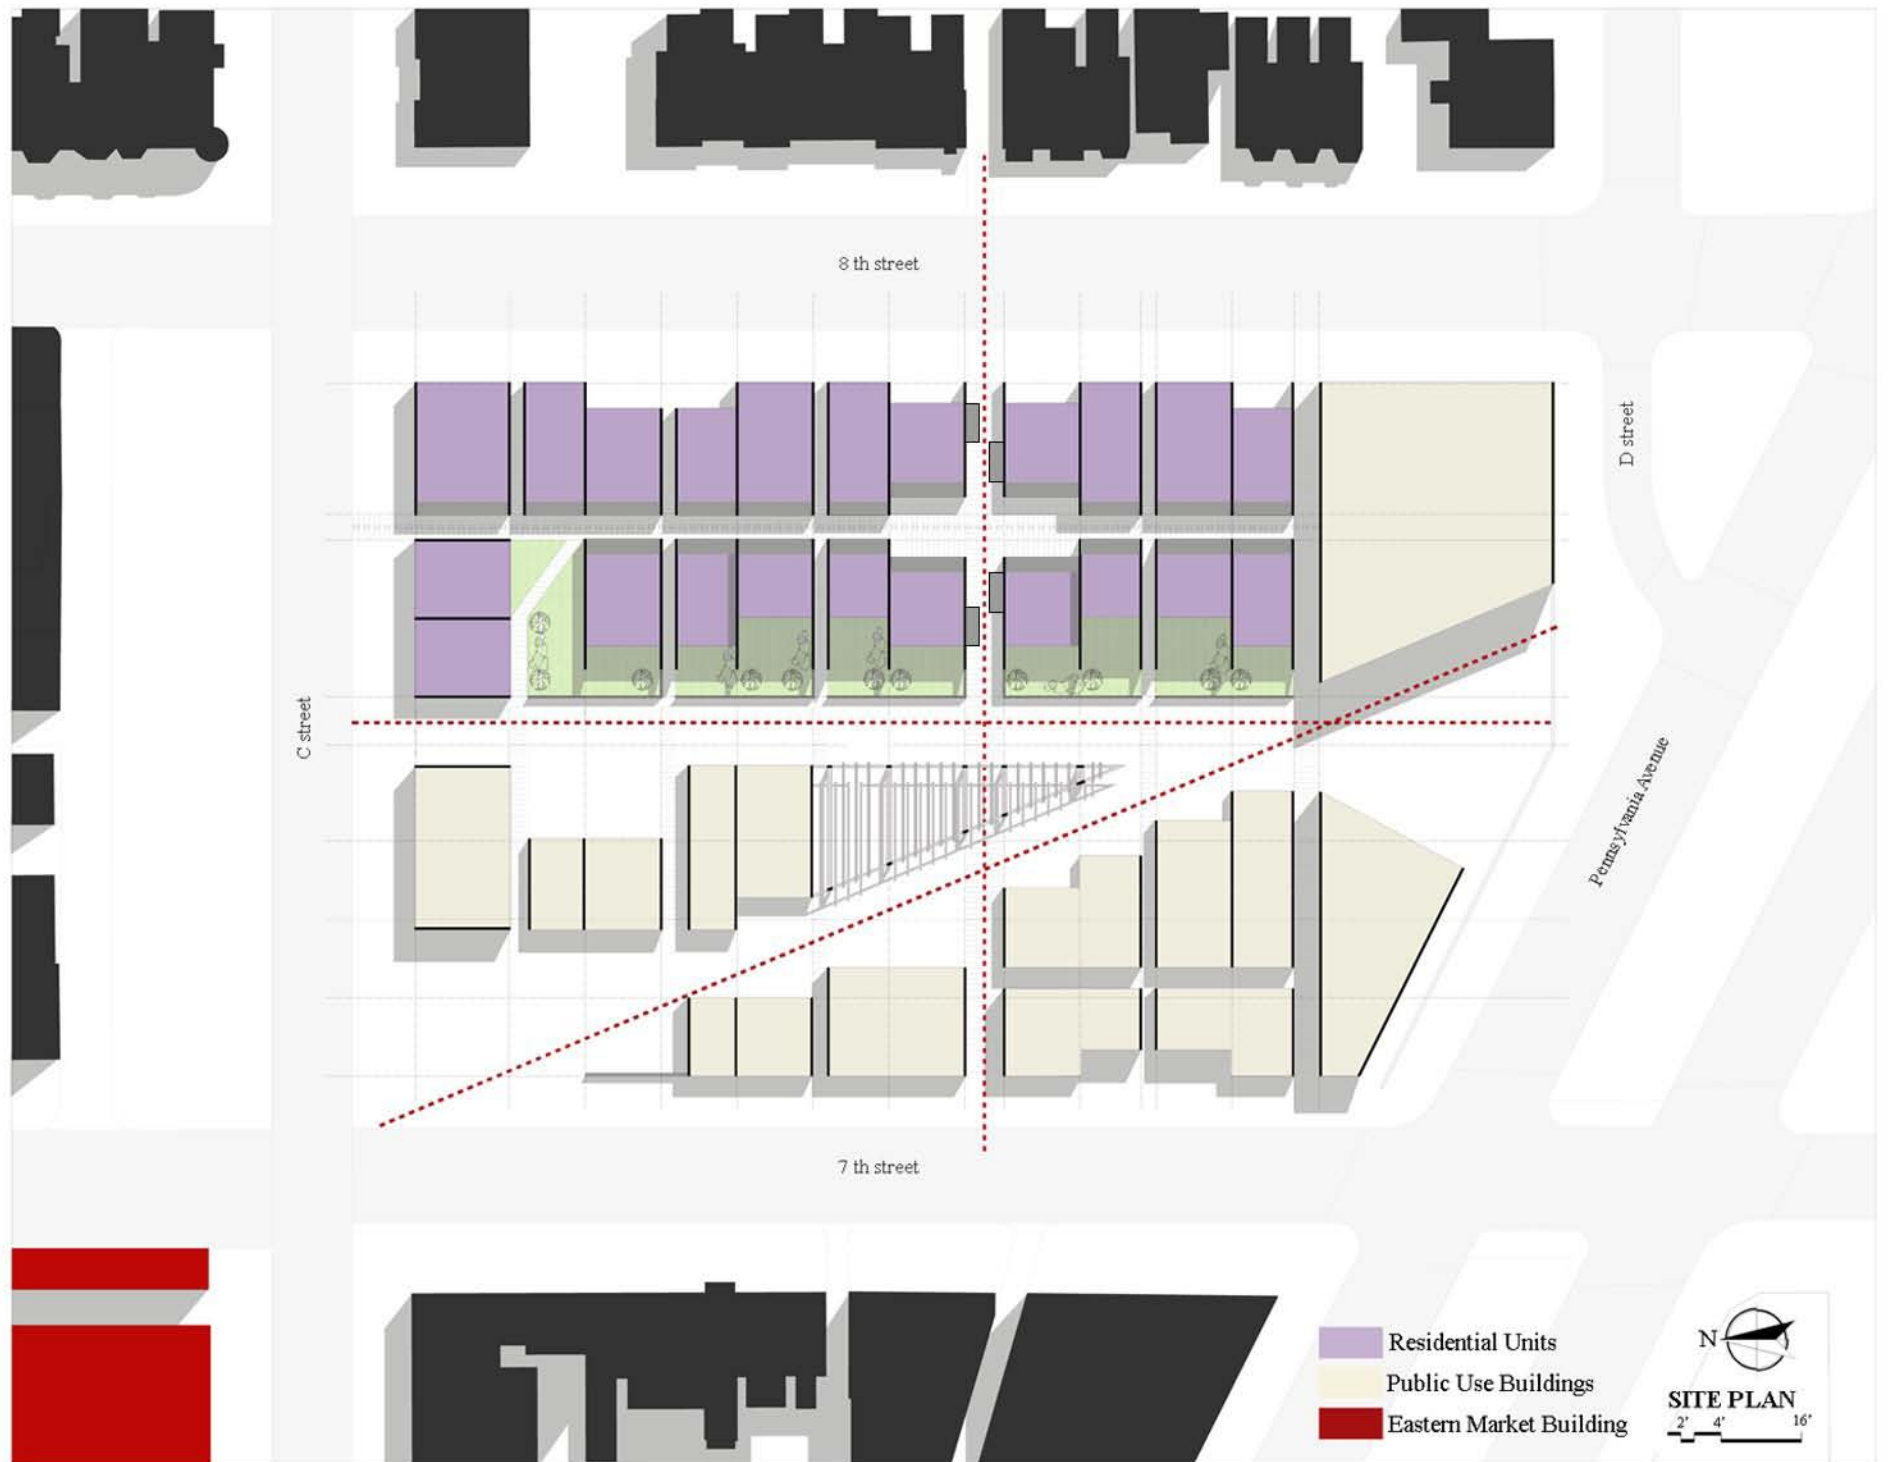 8 th street
D street
C street
Pennsylvania Avenue
7 th street
Residential Units
Public Use Buildings
Eastern Market Building
N
SITE PLAN
2' 4' 16'